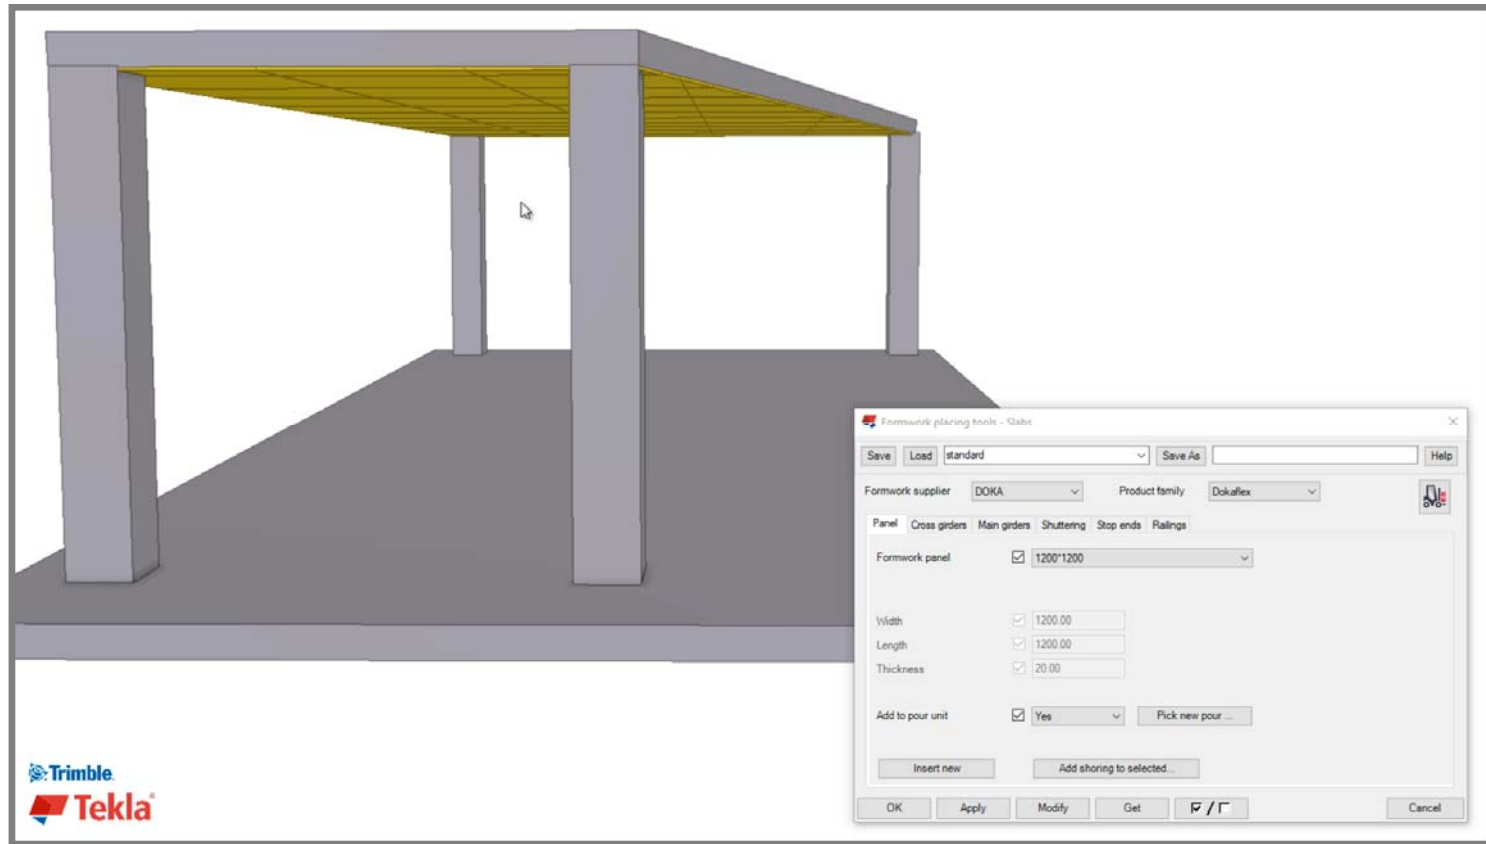 Formwork placing tools - Slabs
Save Load standard Save As Help
Formwork supplier DOKA Product family Dokaflex
Panel Cross girders Main girders Shuttering Stop ends Railings
Formwork panel 1200*1200
Width 1200.00
Length 1200.00
Thickness 20.00
Add to pour unit Yes Pick new pour ...
Insert new Add shoring to selected...
OK Apply Modify Get / Cancel
Trimble.
Tekla®